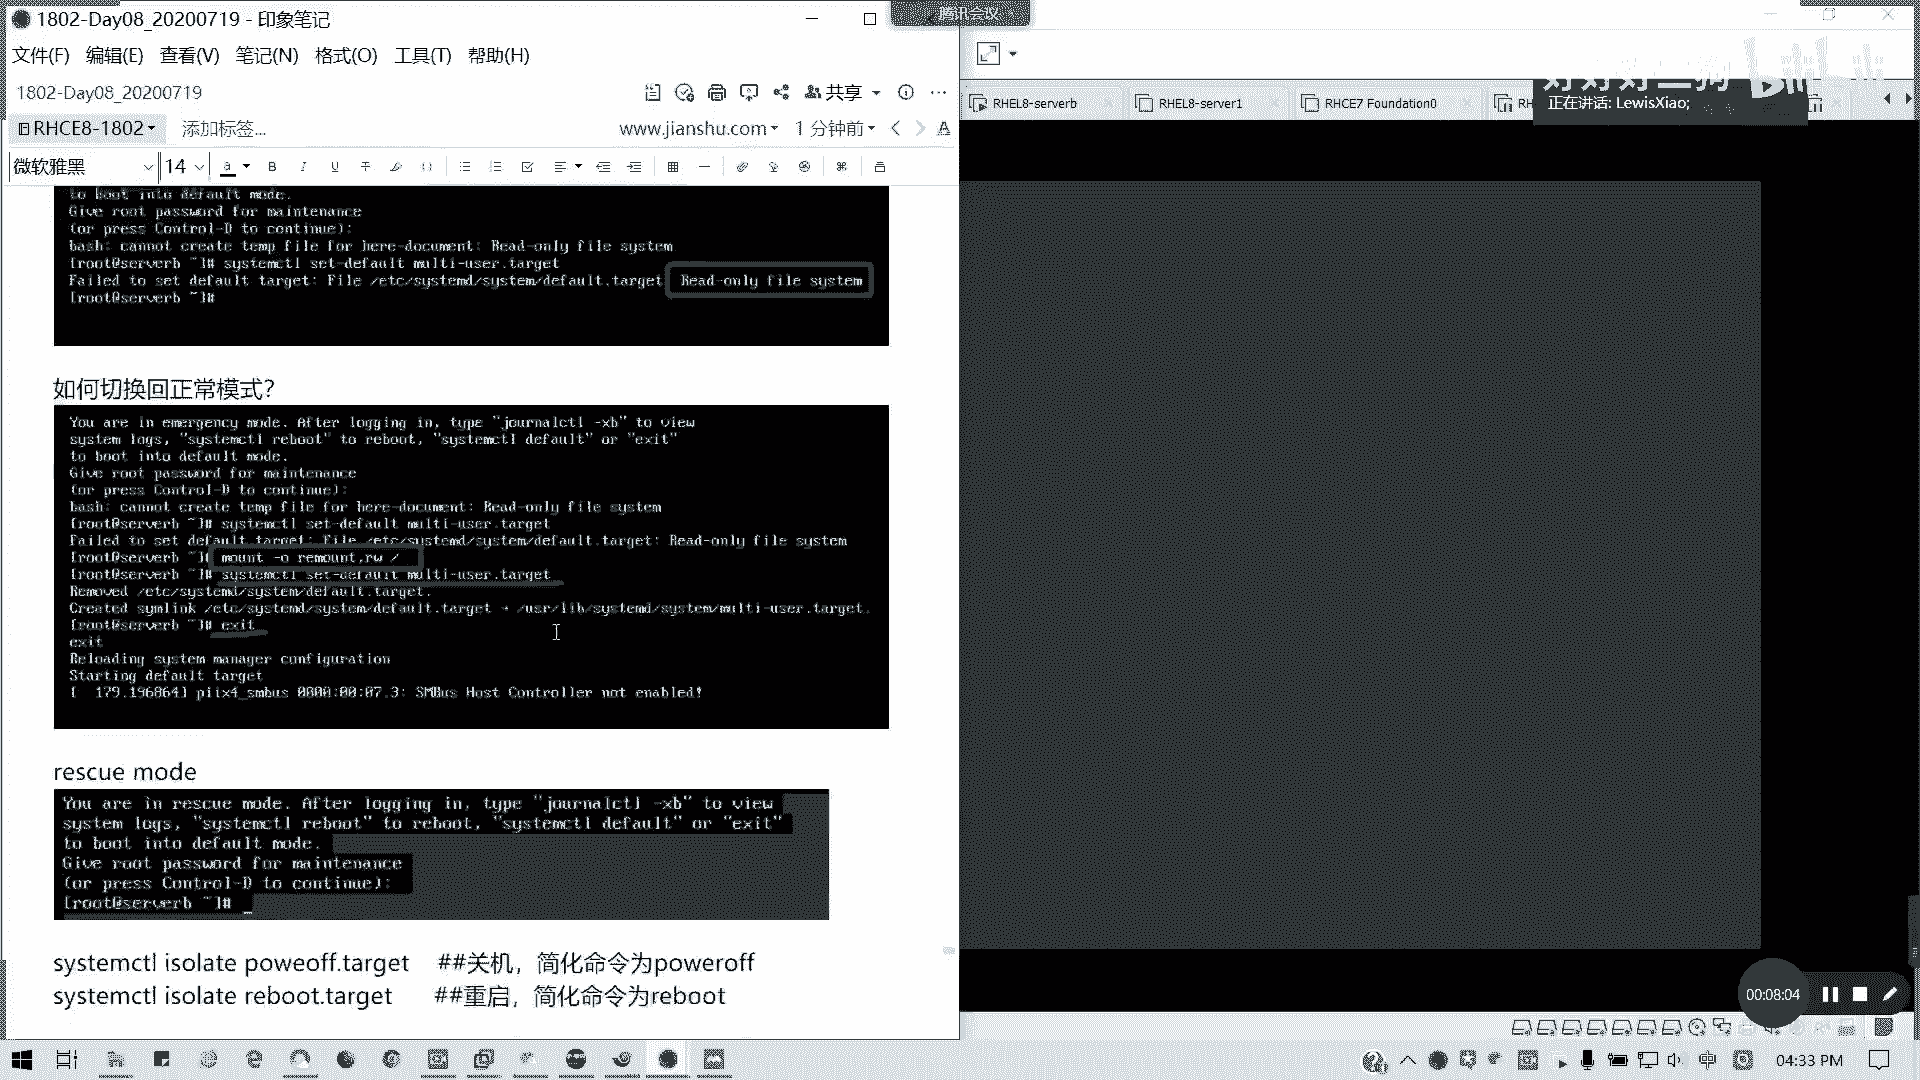 1802-Day08_20200719 - 印象笔记
腾讯会议
文件(F) 编辑(E) 查看(V) 笔记(N) 格式(O) 工具(T) 帮助(H)
1802-Day08_20200719
共享
RHCE8-1802
添加标签...
www.jianshu.com
1 分钟前
微软雅黑
14
RHEL8-serverb
RHEL8-server1
RHCE7 Foundation0
RH
正在讲话: LewisXiao;
to boot into default mode.
Give root password for maintenance
(or press Control-D to continue):
bash: cannot create temp file for here-document: Read-only file system
[root@serverb ~]# systemctl set-default multi-user.target
Failed to set default target: File /etc/systemd/system/default.target Read-only file system
[root@serverb ~]#
如何切换回正常模式?
You are in emergency mode. After logging in, type "journalctl -xb" to view
system logs, "systemctl reboot" to reboot, "systemctl default" or "exit"
to boot into default mode.
Give root password for maintenance
(or press Control-D to continue):
bash: cannot create temp file for here-document: Read-only file system
[root@serverb ~]# systemctl set-default multi-user.target
Failed to set default target: File /etc/systemd/system/default.target: Read-only file system
[root@serverb ~]# mount -o remount,rw /
[root@serverb ~]# systemctl set-default multi-user.target
Removed /etc/systemd/system/default.target.
Created symlink /etc/systemd/system/default.target → /usr/lib/systemd/system/multi-user.target.
[root@serverb ~]# exit
exit
Reloading system manager configuration
Starting default target
[ 179.196864] piix4_smbus 0000:00:07.3: SMBus Host Controller not enabled!
rescue mode
You are in rescue mode. After logging in, type "journalctl -xb" to view
system logs, "systemctl reboot" to reboot, "systemctl default" or "exit"
to boot into default mode.
Give root password for maintenance
(or press Control-D to continue):
[root@serverb ~]#
systemctl isolate poweoff.target ##关机，简化命令为poweroff
systemctl isolate reboot.target ##重启，简化命令为reboot
00:08:04
中
04:33 PM